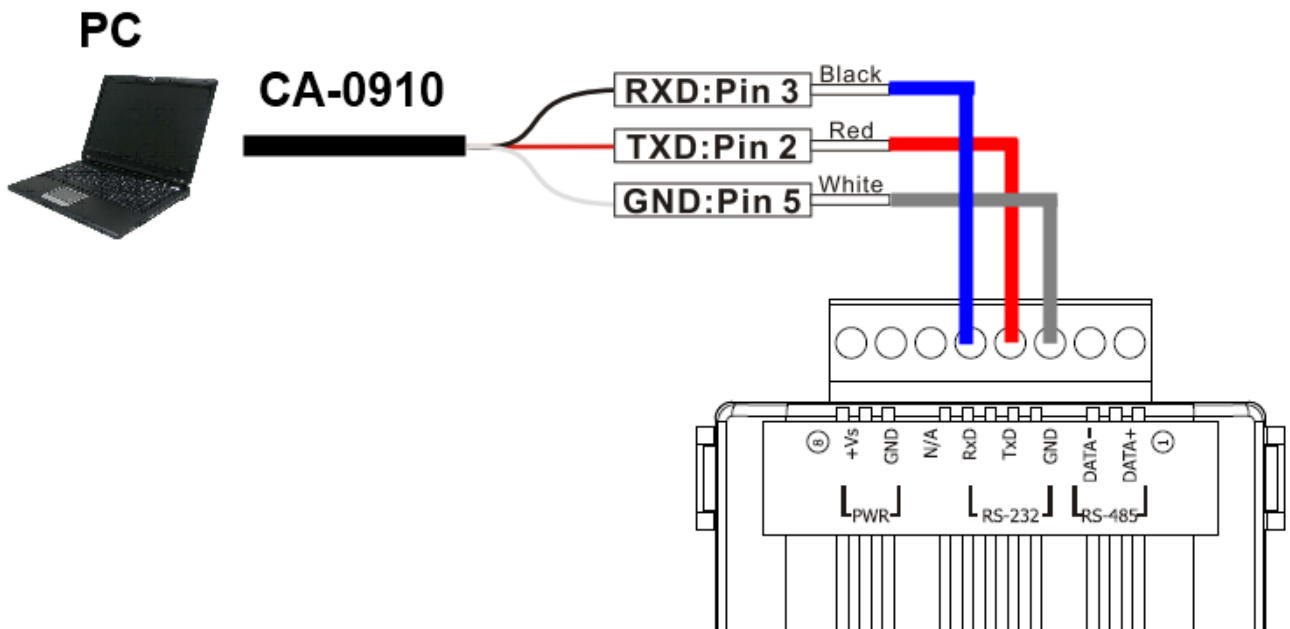 PC
CA-0910
RXD:Pin 3
Black
TXD:Pin 2
Red
GND:Pin 5
White
8
+Vs
GND
N/A
RxD
TxD
GND
DATA-
DATA+
1
PWR
RS-232
RS-485